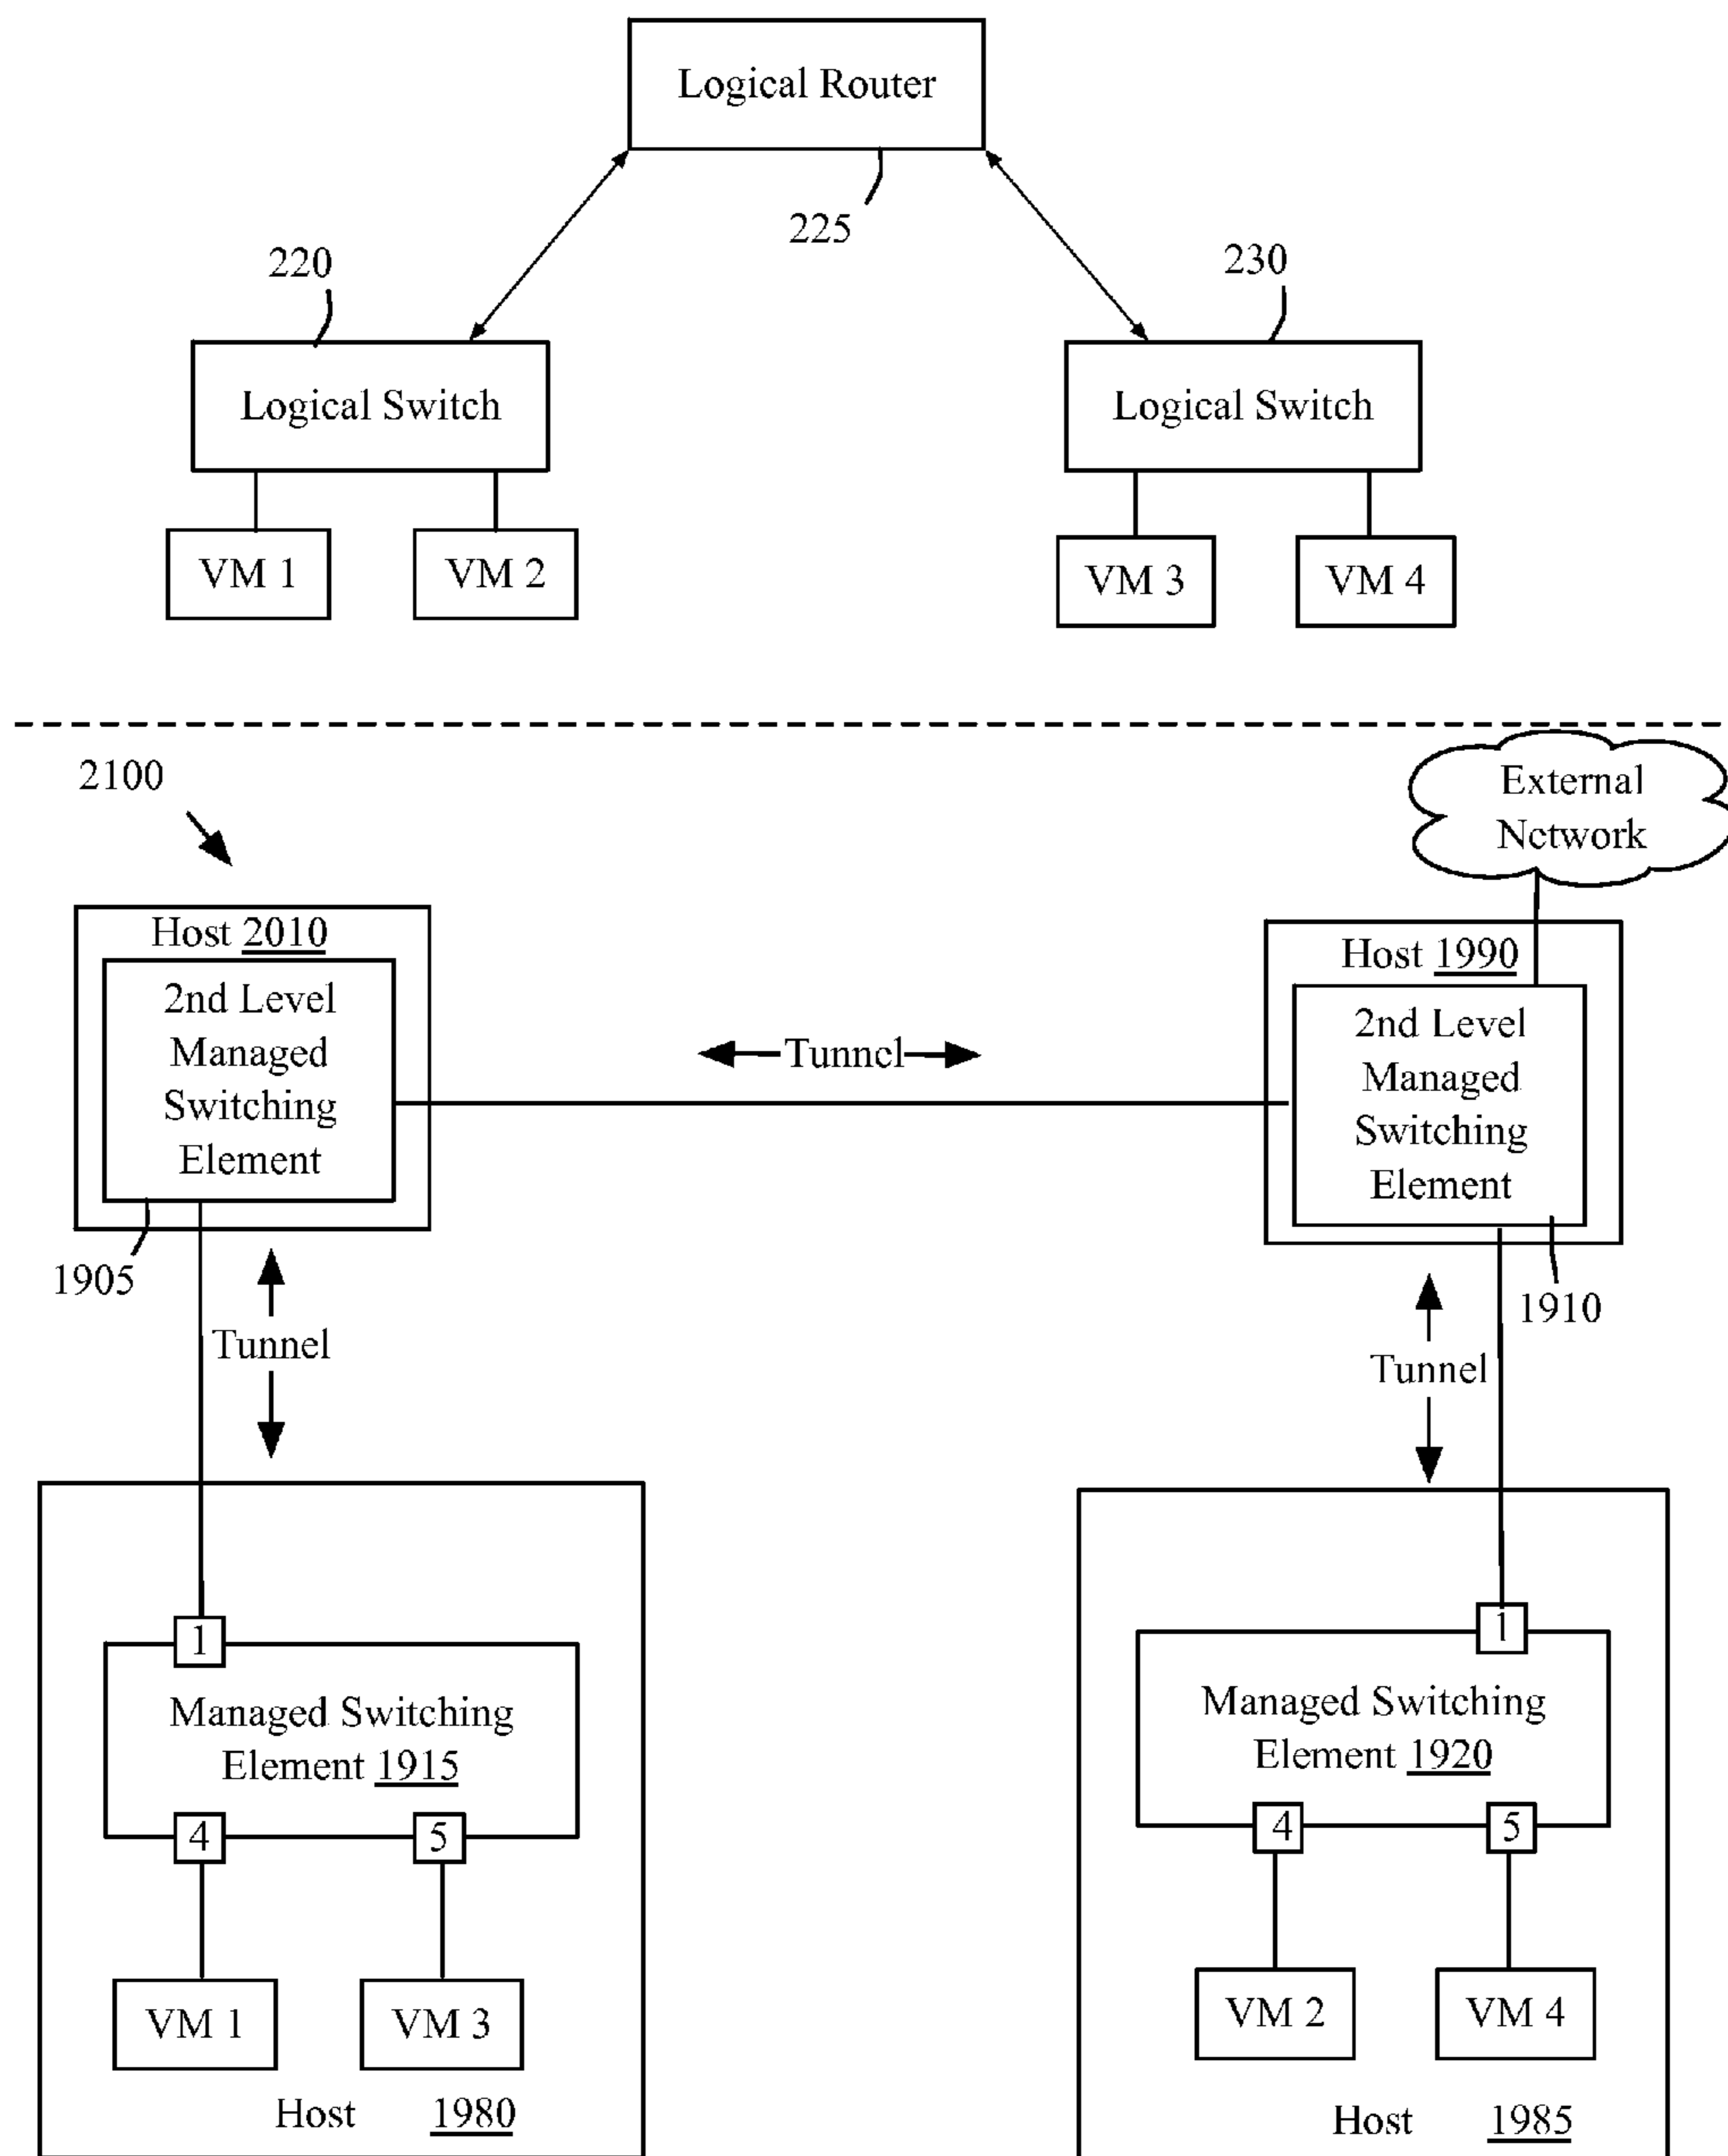 Logical Router
225
220
230
Logical Switch
Logical Switch
VM 1
VM 2
VM 3
VM 4
2100
External
Network
Host 2010
2nd Level
Managed
Switching
Element
Host 1990
2nd Level
Managed
Switching
Element
Tunnel
1905
1910
Tunnel
Tunnel
1
1
Managed Switching
Element 1915
Managed Switching
Element 1920
4
5
4
5
VM 1
VM 3
VM 2
VM 4
Host 1980
Host 1985